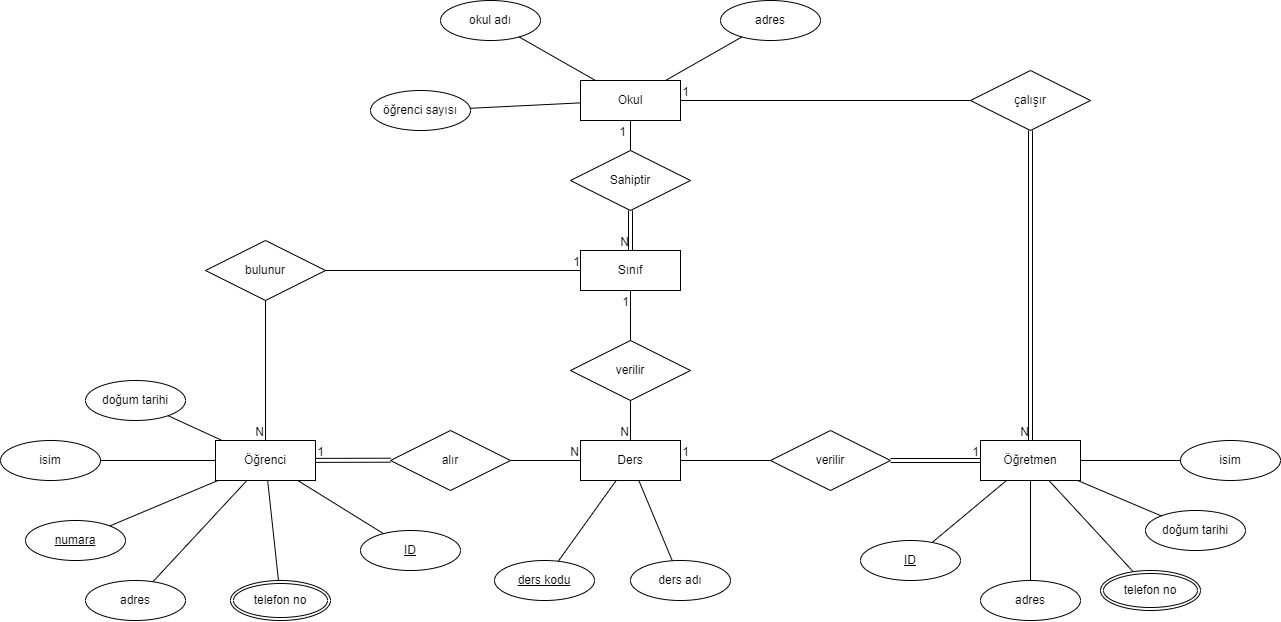 okul adı
adres
öğrenci sayısı
Okul
1
çalışır
1
Sahiptir
N
bulunur
1
Sınıf
1
verilir
doğum tarihi
N
N
N
isim
Öğrenci
1
alır
N
Ders
1
verilir
1
Öğretmen
isim
numara
ID
doğum tarihi
ID
ders kodu
ders adı
adres
telefon no
adres
telefon no